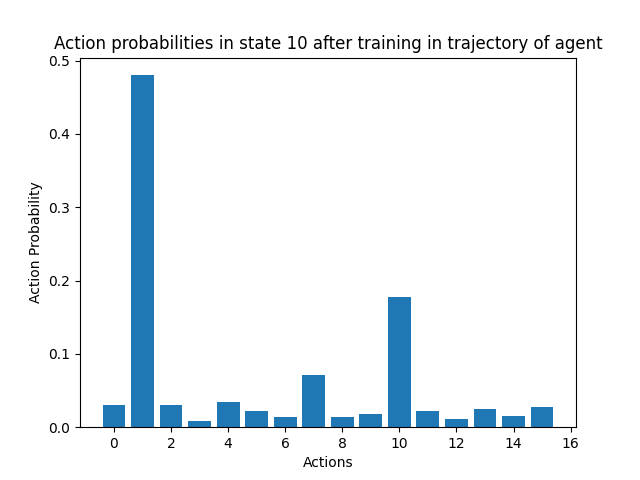 Action probabilities in state 10 after training in trajectory of agent
0.5
0.4
0.3
0.2
0.1
0.0
Action Probability
0 2 4 6 8 10 12 14 16
Actions